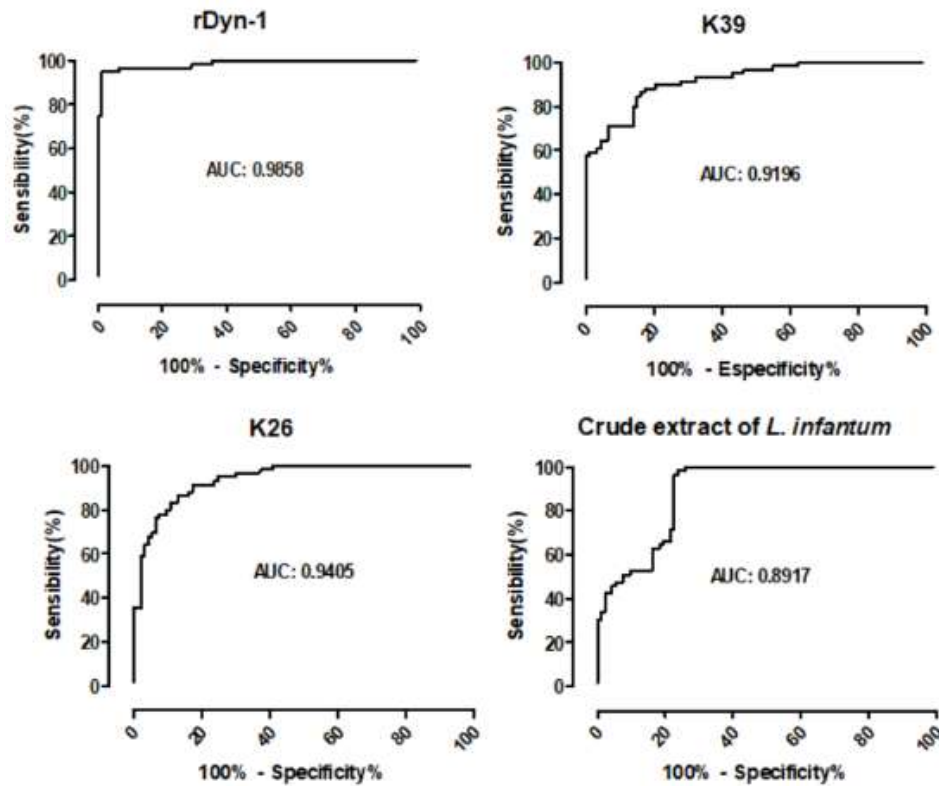 rDyn-1
100
80
60
40
20
0
Sensibility(%)
AUC: 0.9858
0 20 40 60 80 100
100% - Specificity%
K39
100
80
60
40
20
0
Sensibility(%)
AUC: 0.9196
0 20 40 60 80 100
100% - Especificity%
K26
100
80
60
40
20
0
Sensibility(%)
AUC: 0.9405
0 20 40 60 80 100
100% - Specificity%
Crude extract of L. infantum
100
80
60
40
20
0
Sensibility(%)
AUC: 0.8917
0 20 40 60 80 100
100% - Specificity%